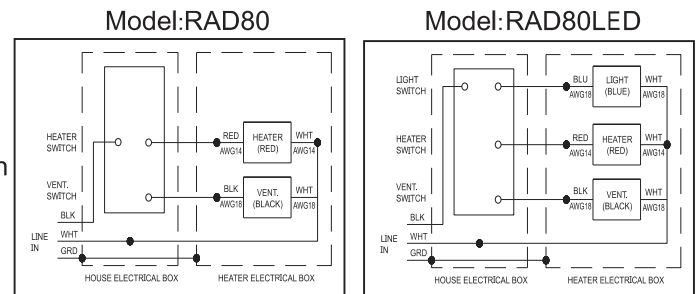 Model:RAD80
HEATER
SWITCH
VENT.
SWITCH
BLK
LINE
IN
WHT
GRD
RED
AWG14
HEATER
(RED)
WHT
AWG14
BLK
AWG18
VENT.
(BLACK)
WHT
AWG18
HOUSE ELECTRICAL BOX
HEATER ELECTRICAL BOX
Model:RAD80LED
LIGHT
SWITCH
HEATER
SWITCH
VENT.
SWITCH
BLK
LINE
IN
WHT
GRD
BLU
AWG18
LIGHT
(BLUE)
WHT
AWG18
RED
AWG14
HEATER
(RED)
WHT
AWG14
BLK
AWG18
VENT.
(BLACK)
WHT
AWG18
HOUSE ELECTRICAL BOX
HEATER ELECTRICAL BOX